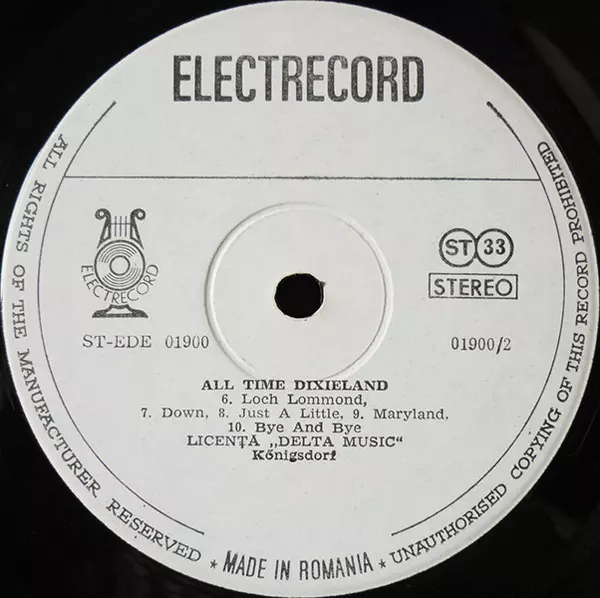 ELECTRECORD
ELECTRECORD
ST 33
STEREO
ST-EDE 01900
01900/2
ALL TIME DIXIELAND
6. Loch Lommond,
7. Down, 8. Just A Little, 9. Maryland,
10. Bye And Bye
LICENȚĂ „DELTA MUSIC“
Kőnigsdorf
ALL RIGHTS OF THE MANUFACTURER RESERVED * MADE IN ROMANIA * UNAUTHORISED COPYING OF THIS RECORD PROHIBITED